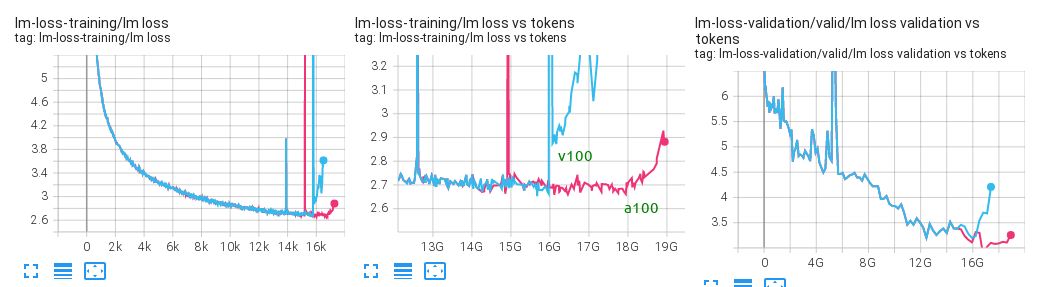 lm-loss-training/lm loss
tag: lm-loss-training/lm loss
5
4.6
4.2
3.8
3.4
3
2.6
0 2k 4k 6k 8k 10k 12k 14k 16k
lm-loss-training/lm loss vs tokens
tag: lm-loss-training/lm loss vs tokens
3.2
3.1
3
2.9
2.8
2.7
2.6
v100
a100
13G 14G 15G 16G 17G 18G 19G
lm-loss-validation/valid/lm loss validation vs
tokens
tag: lm-loss-validation/valid/lm loss validation vs tokens
6
5.5
5
4.5
4
3.5
0 4G 8G 12G 16G